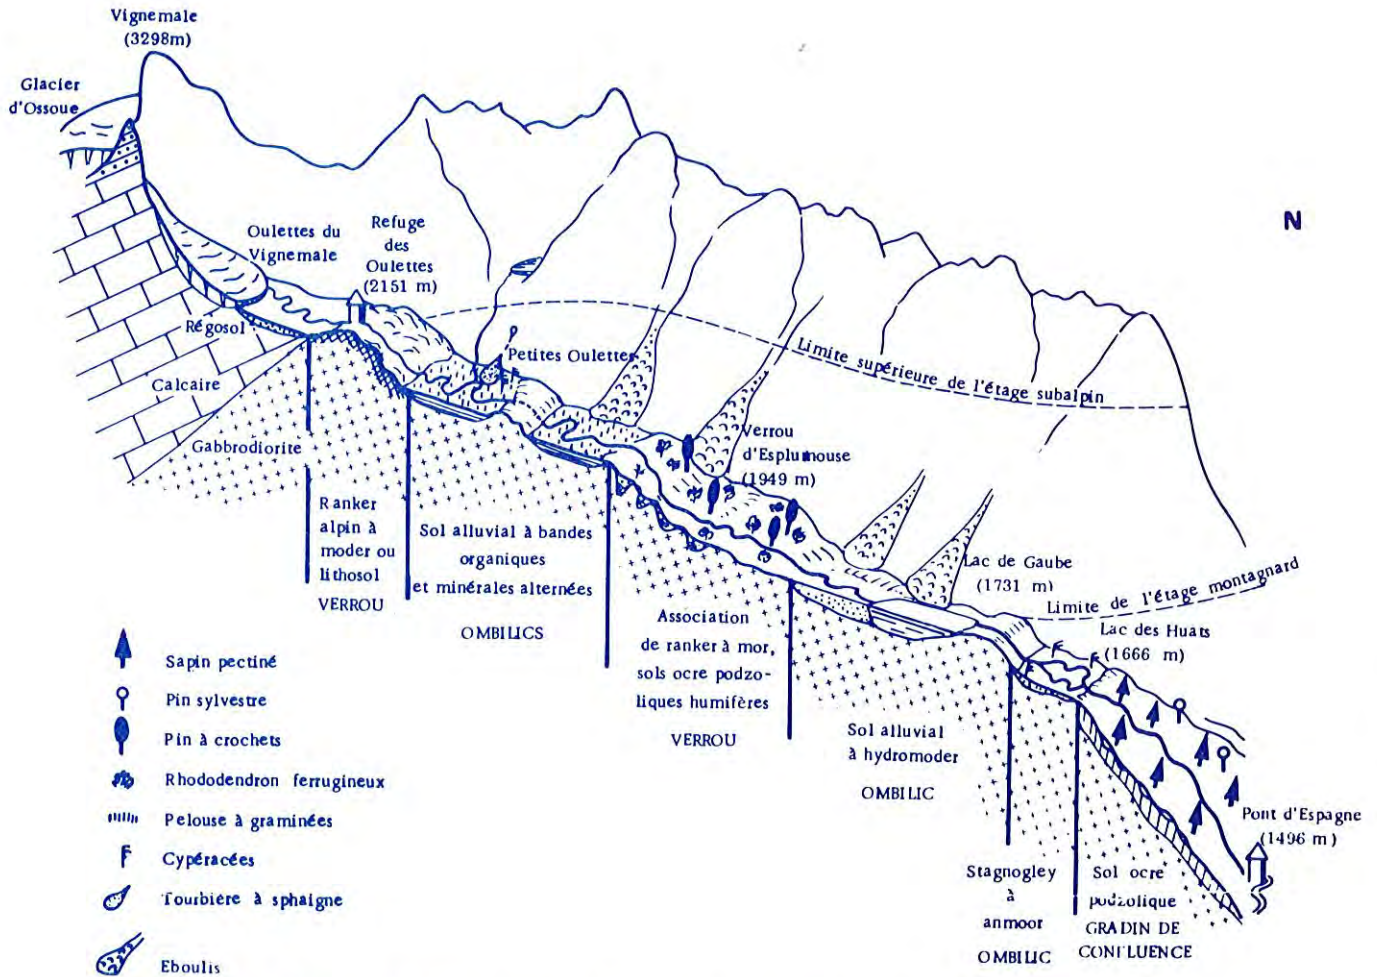 Vignemale
(3298m)
Glacier
d'Ossoue
N
Oulettes du
Vignemale
Refuge
des
Oulettes
(2151 m)
Régosol
Petites Oulettes
Limite supérieure de l'étage subalpin
Calcaire
Gabbrodiorite
Verrou
d'Esplumouse
(1949 m)
Ranker
alpin à
moder ou
lithosol
VERROU
Sol alluvial à bandes
organiques
et minérales alternées
OMBILICS
Lac de Gaube
(1731 m)
Limite de l'étage montagnard
Lac des Huats
(1666 m)
Association
de ranker à mor,
sols ocre podzo-
liques humifères
VERROU
Sol alluvial
à hydromoder
OMBILIC
Pont d'Espagne
(1496 m)
Stagnogley
à
anmoor
OMBILIC
Sol ocre
podzolique
GRADIN DE
CONFLUENCE
Sapin pectiné
Pin sylvestre
Pin à crochets
Rhododendron ferrugineux
Pelouse à graminées
Cypéracées
Tourbière à sphaigne
Eboulis